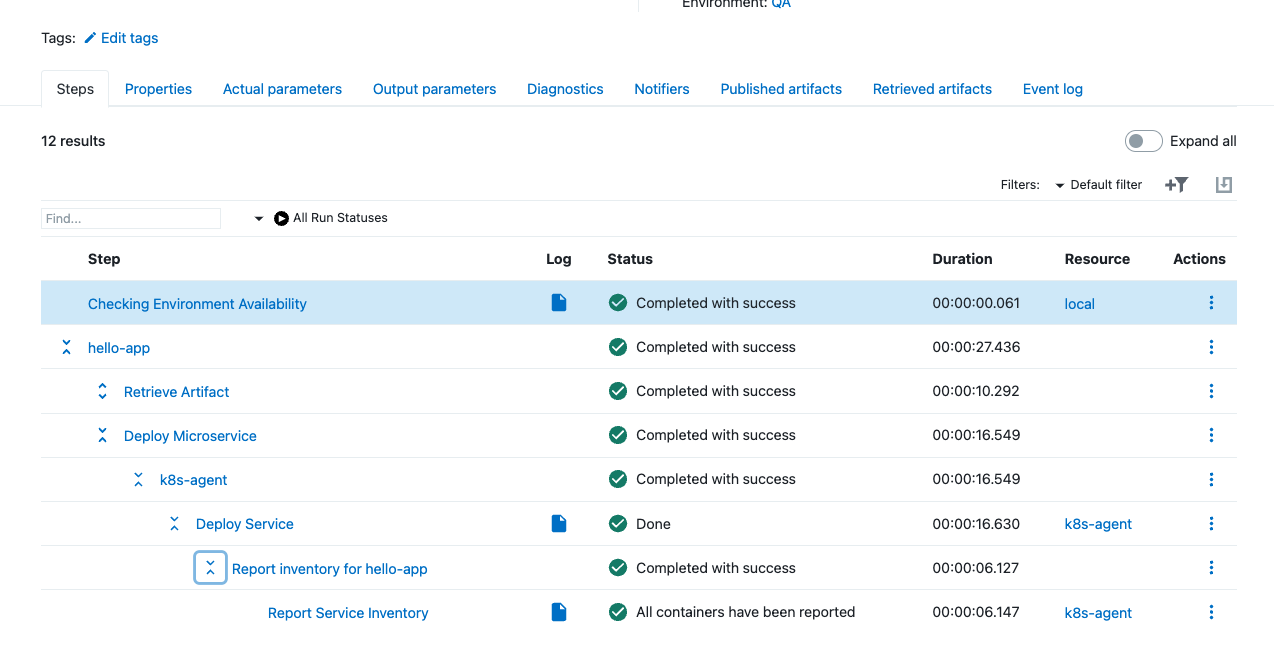 Environment: QA
Tags: Edit tags
Steps Properties Actual parameters Output parameters Diagnostics Notifiers Published artifacts Retrieved artifacts Event log
12 results Expand all
Filters: Default filter
Find... All Run Statuses
Step Log Status Duration Resource Actions
Checking Environment Availability Completed with success 00:00:00.061 local
hello-app Completed with success 00:00:27.436
Retrieve Artifact Completed with success 00:00:10.292
Deploy Microservice Completed with success 00:00:16.549
k8s-agent Completed with success 00:00:16.549
Deploy Service Done 00:00:16.630 k8s-agent
Report inventory for hello-app Completed with success 00:00:06.127
Report Service Inventory All containers have been reported 00:00:06.147 k8s-agent